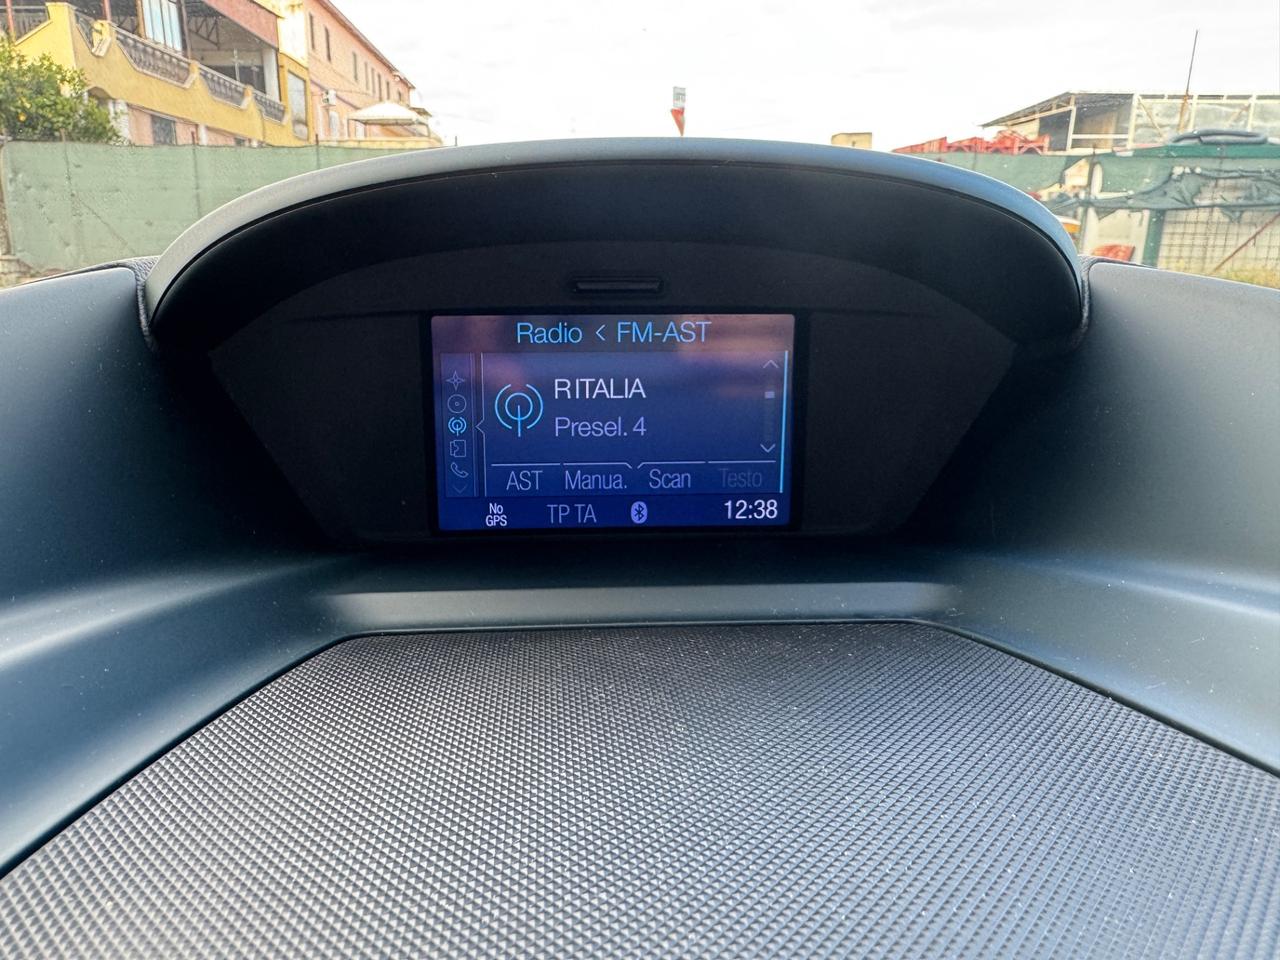 Radio < FM-AST
RITALIA
Presel. 4
AST Manua. Scan Testo
No GPS TP TA 12:38